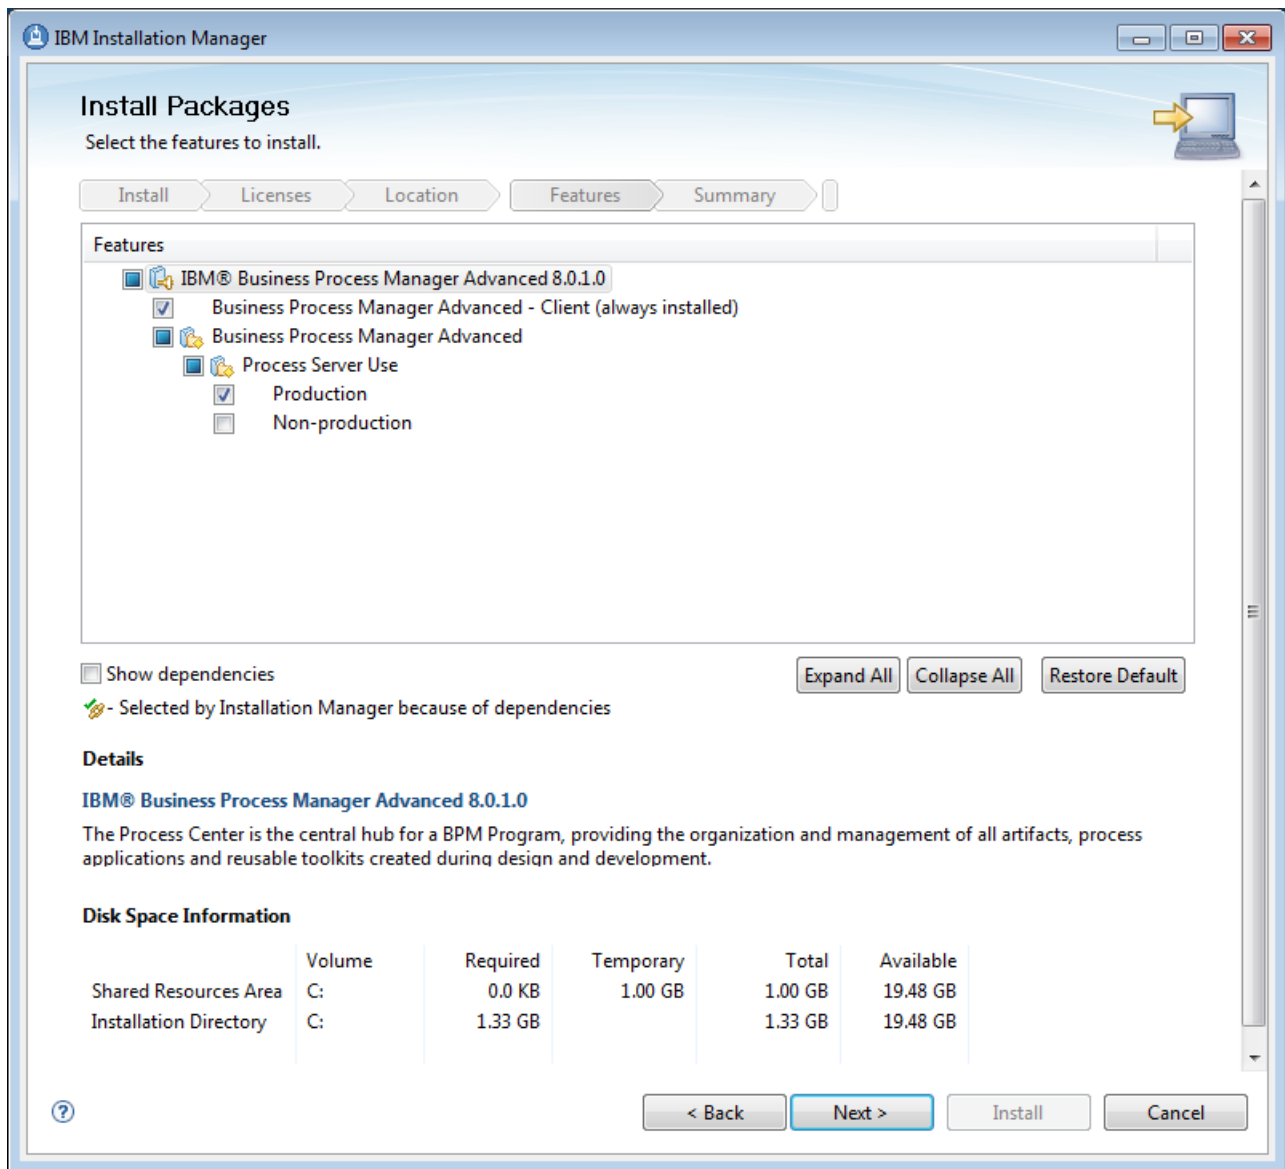 IBM Installation Manager
Install Packages
Select the features to install.
Install Licenses Location Features Summary
Features
IBM® Business Process Manager Advanced 8.0.1.0
Business Process Manager Advanced - Client (always installed)
Business Process Manager Advanced
Process Server Use
Production
Non-production
Show dependencies Expand All Collapse All Restore Default
- Selected by Installation Manager because of dependencies
Details
IBM® Business Process Manager Advanced 8.0.1.0
The Process Center is the central hub for a BPM Program, providing the organization and management of all artifacts, process
applications and reusable toolkits created during design and development.
Disk Space Information
Volume Required Temporary Total Available
Shared Resources Area C: 0.0 KB 1.00 GB 1.00 GB 19.48 GB
Installation Directory C: 1.33 GB 1.33 GB 19.48 GB
? < Back Next > Install Cancel